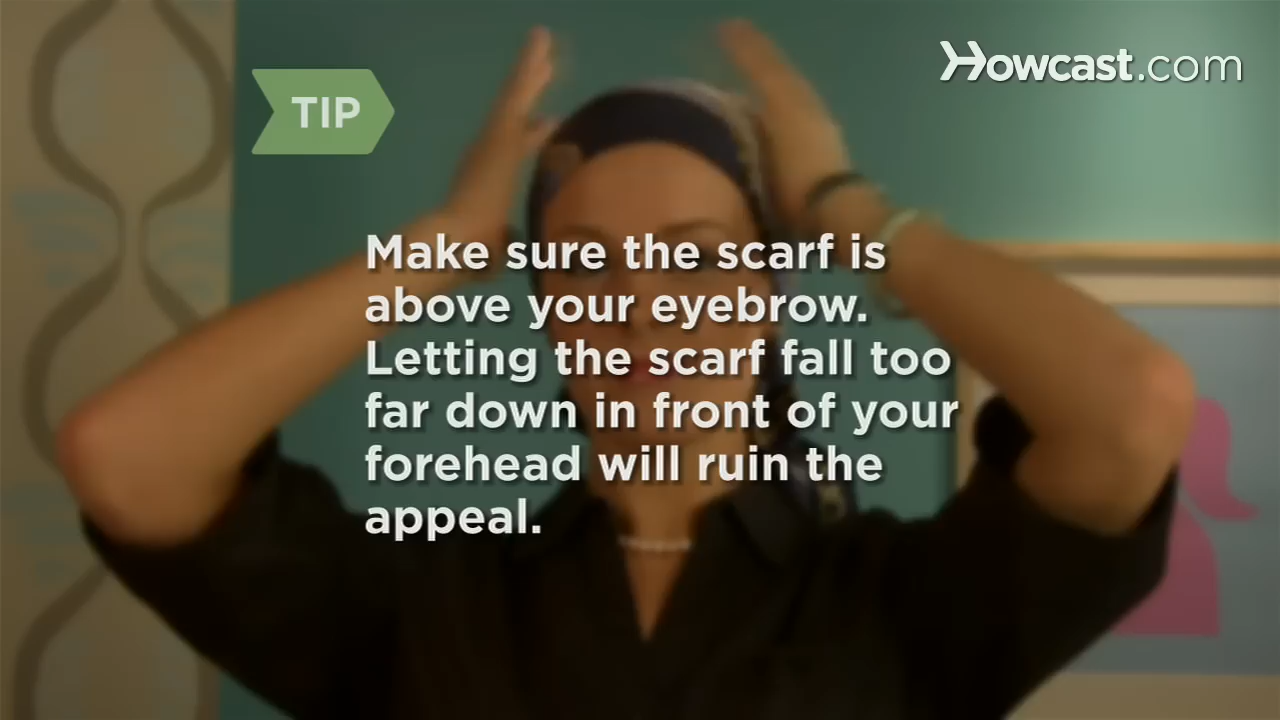 Howcast.com
TIP
Make sure the scarf is
above your eyebrow.
Letting the scarf fall too
far down in front of your
forehead will ruin the
appeal.